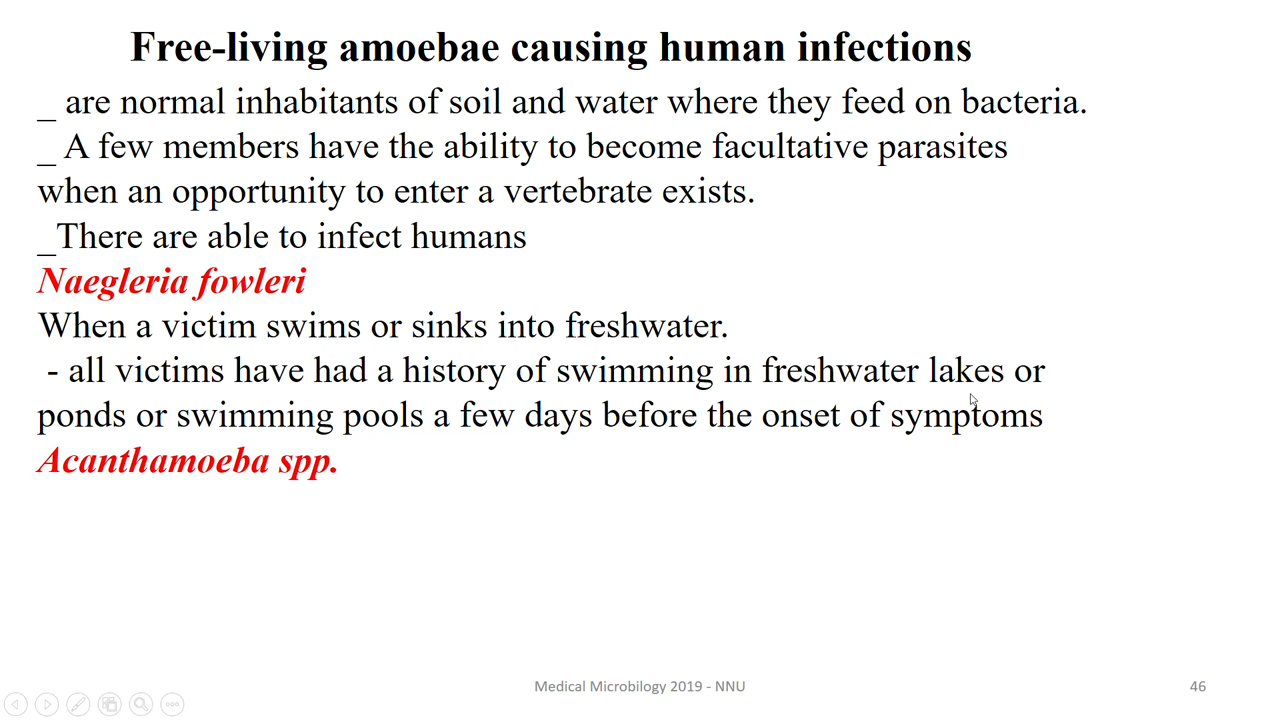 Free-living amoebae causing human infections
_ are normal inhabitants of soil and water where they feed on bacteria.
_ A few members have the ability to become facultative parasites
when an opportunity to enter a vertebrate exists.
_There are able to infect humans
Naegleria fowleri
When a victim swims or sinks into freshwater.
- all victims have had a history of swimming in freshwater lakes or
ponds or swimming pools a few days before the onset of symptoms
Acanthamoeba spp.
Medical Microbilogy 2019 - NNU
46